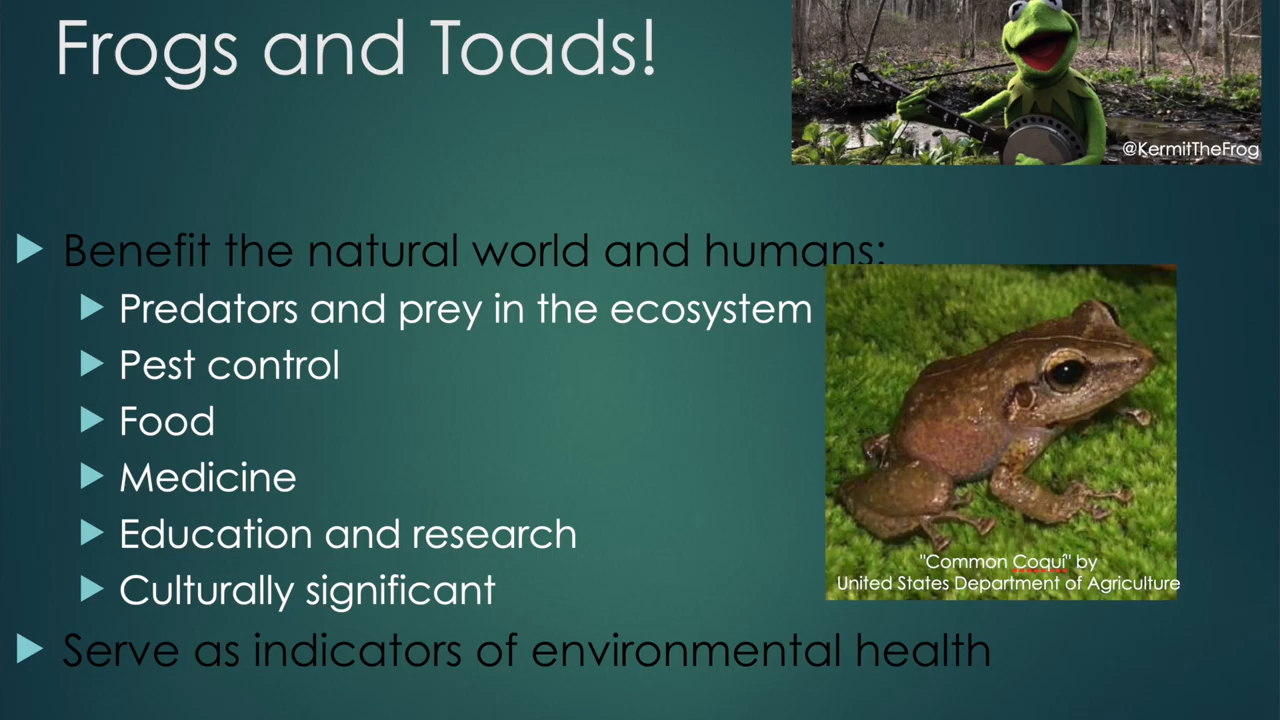 Frogs and Toads!
@KermitTheFrog
Benefit the natural world and humans:
Predators and prey in the ecosystem
Pest control
Food
Medicine
Education and research
Culturally significant
"Common Coquí" by
United States Department of Agriculture
Serve as indicators of environmental health